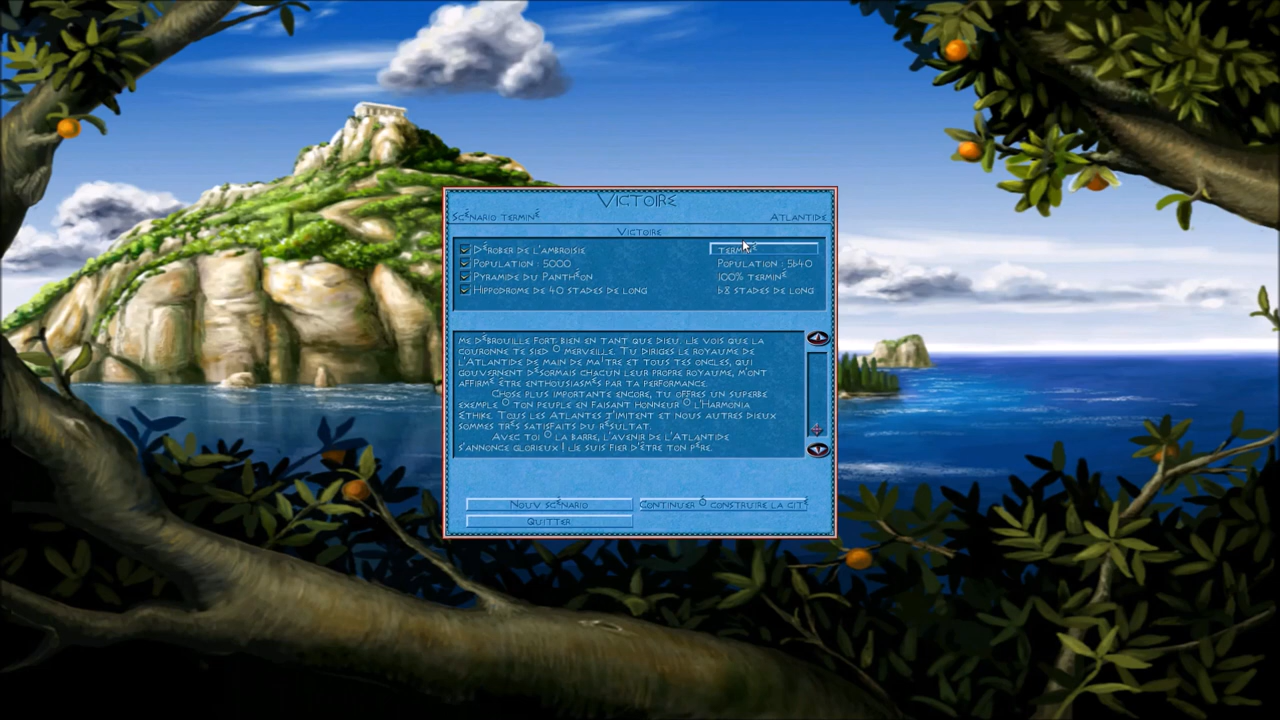 Victoire
Scénario terminé
Atlantide
Victoire
Dérober de l'ambroisie
Terminé
Population : 5000
Population : 5640
Pyramide du Panthéon
100% terminé
Hippodrome de 40 stades de long
68 stades de long
me débrouille fort bien en tant que dieu. Je vois que la
couronne te sied à merveille. Tu diriges le royaume de
l'Atlantide de main de maître et tous tes oncles, qui
gouvernent désormais chacun leur propre royaume, m'ont
affirmé être enthousiasmés par ta performance.
Chose plus importante encore, tu offres un superbe
exemple à ton peuple en faisant honneur à l'Harmonia
Ethike. Tous les Atlantes t'imitent et nous autres dieux
sommes très satisfaits du résultat.
Avec toi à la barre, l'avenir de l'Atlantide
s'annonce glorieux ! Je suis fier d'être ton père.
Nouv scénario
Continuer à construire la cité
Quitter